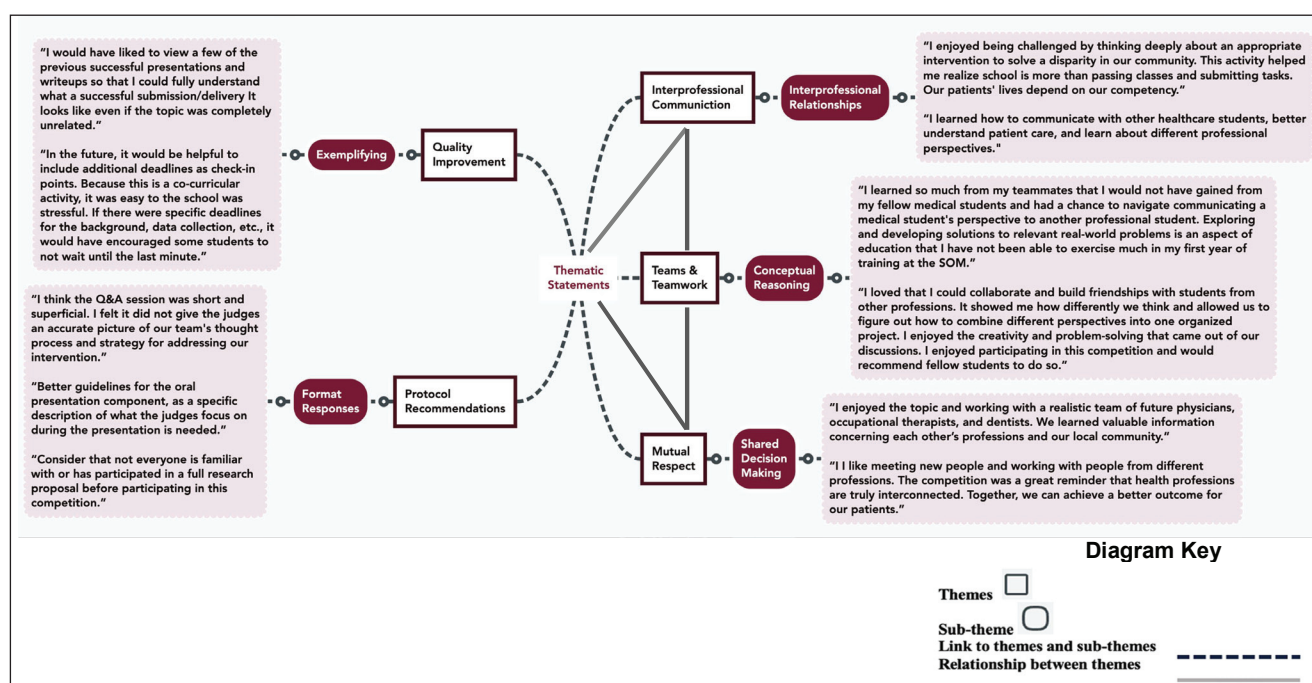 “I would have liked to view a few of the
previous successful presentations and
writeups so that I could fully understand
what a successful submission/delivery It
looks like even if the topic was completely
unrelated.”
“In the future, it would be helpful to
include additional deadlines as check-in
points. Because this is a co-curricular
activity, it was easy to the school was
stressful. If there were specific deadlines
for the background, data collection, etc., it
would have encouraged some students to
not wait until the last minute.”
Exemplifying
Quality
Improvement
“I think the Q&A session was short and
superficial. I felt it did not give the judges
an accurate picture of our team's thought
process and strategy for addressing our
intervention.”
“Better guidelines for the oral
presentation component, as a specific
description of what the judges focus on
during the presentation is needed.”
“Consider that not everyone is familiar
with or has participated in a full research
proposal before participating in this
competition.”
Format
Responses
Protocol
Recommendations
Thematic
Statements
Interprofessional
Communiction
Interprofessional
Relationships
“I enjoyed being challenged by thinking deeply about an appropriate
intervention to solve a disparity in our community. This activity helped
me realize school is more than passing classes and submitting tasks.
Our patients' lives depend on our competency.”
“I learned how to communicate with other healthcare students, better
understand patient care, and learn about different professional
perspectives."
Teams &
Teamwork
Conceptual
Reasoning
“I learned so much from my teammates that I would not have gained from
my fellow medical students and had a chance to navigate communicating a
medical student's perspective to another professional student. Exploring
and developing solutions to relevant real-world problems is an aspect of
education that I have not been able to exercise much in my first year of
training at the SOM.”
“I loved that I could collaborate and build friendships with students from
other professions. It showed me how differently we think and allowed us to
figure out how to combine different perspectives into one organized
project. I enjoyed the creativity and problem-solving that came out of our
discussions. I enjoyed participating in this competition and would
recommend fellow students to do so.”
Mutual
Respect
Shared
Decision
Making
“I enjoyed the topic and working with a realistic team of future physicians,
occupational therapists, and dentists. We learned valuable information
concerning each other’s professions and our local community.”
“I I like meeting new people and working with people from different
professions. The competition was a great reminder that health professions
are truly interconnected. Together, we can achieve a better outcome for
our patients.”
Diagram Key
Themes
Sub-theme
Link to themes and sub-themes
Relationship between themes